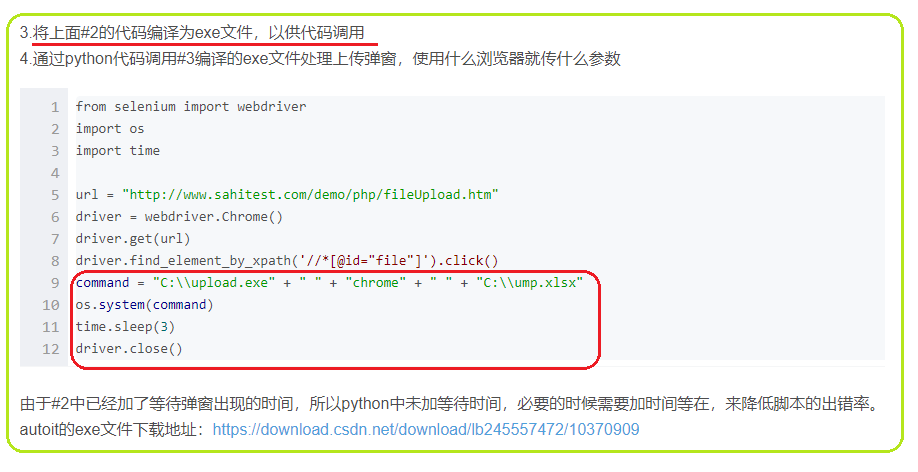 3.将上面#2的代码编译为exe文件，以供代码调用
4.通过python代码调用#3编译的exe文件处理上传弹窗，使用什么浏览器就传什么参数
1 from selenium import webdriver
2 import os
3 import time
4
5 url = "http://www.sahitest.com/demo/php/fileUpload.htm"
6 driver = webdriver.Chrome()
7 driver.get(url)
8 driver.find_element_by_xpath('//*[@id="file"]').click()
9 command = "C:\\upload.exe" + " " + "chrome" + " " + "C:\\ump.xlsx"
10 os.system(command)
11 time.sleep(3)
12 driver.close()
由于#2中已经加了等待弹窗出现的时间，所以python中未加等待时间，必要的时候需要加时间等在，来降低脚本的出错率。
autoit的exe文件下载地址：https://download.csdn.net/download/lb245557472/10370909